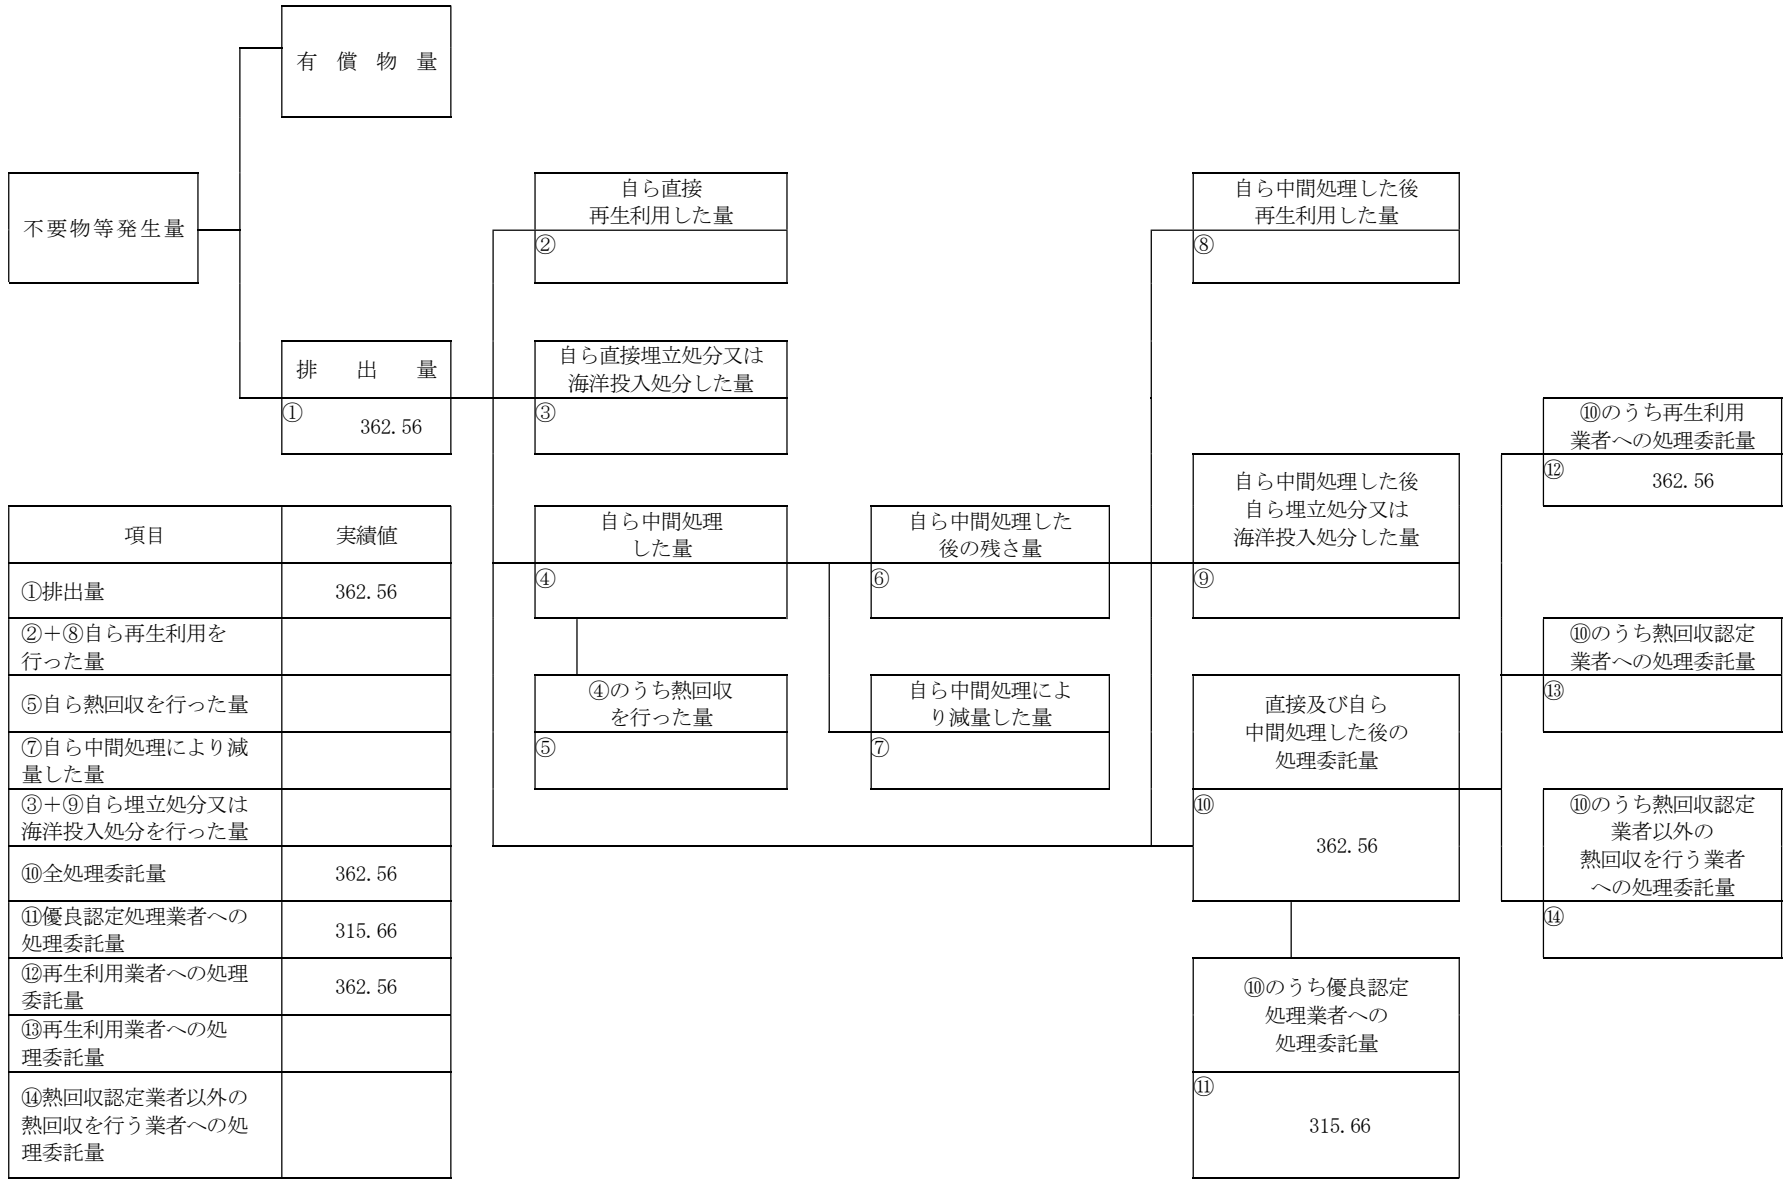 有償物量
不要物等発生量
自ら直接
再生利用した量
②
自ら中間処理した後
再生利用した量
⑧
排出量
①
362.56
自ら直接埋立処分又は
海洋投入処分した量
③
⑩のうち再生利用
業者への処理委託量
⑫
362.56
自ら中間処理した後
自ら埋立処分又は
海洋投入処分した量
⑨
自ら中間処理
した量
④
自ら中間処理した
後の残さ量
⑥
⑩のうち熱回収認定
業者への処理委託量
⑬
④のうち熱回収
を行った量
⑤
自ら中間処理によ
り減量した量
⑦
直接及び自ら
中間処理した後の
処理委託量
⑩
362.56
⑩のうち熱回収認定
業者以外の
熱回収を行う業者
への処理委託量
⑭
⑩のうち優良認定
処理業者への
処理委託量
⑪
315.66
項目 実績値
①排出量 362.56
②＋⑧自ら再生利用を
行った量
⑤自ら熱回収を行った量
⑦自ら中間処理により減
量した量
③＋⑨自ら埋立処分又は
海洋投入処分を行った量
⑩全処理委託量 362.56
⑪優良認定処理業者への
処理委託量 315.66
⑫再生利用業者への処理
委託量 362.56
⑬再生利用業者への処
理委託量
⑭熱回収認定業者以外の
熱回収を行う業者への処
理委託量